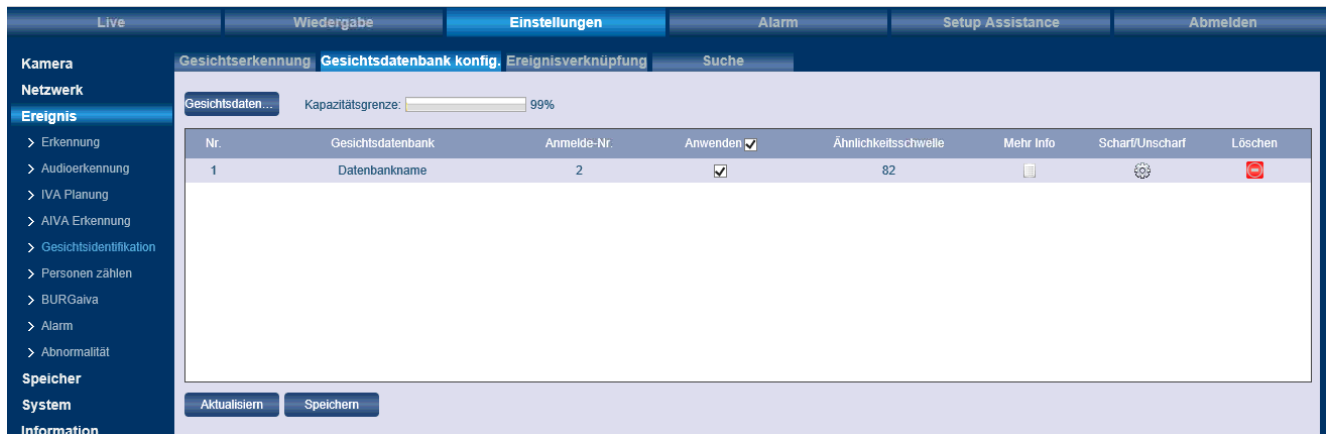 Live Wiedergabe Einstellungen Alarm Setup Assistance Abmelden
Kamera
Netzwerk
Ereignis
Erkennung
Audioerkennung
IVA Planung
AIVA Erkennung
Gesichtsidentifikation
Personen zählen
BURGaiva
Alarm
Abnormalität
Speicher
System
Information
Gesichtserkennung Gesichtsdatenbank konfig. Ereignisverknüpfung Suche
Gesichtsdaten... Kapazitätsgrenze: 99%
Nr. Gesichtsdatenbank Anmelde-Nr. Anwenden Ähnlichkeitsschwelle Mehr Info Scharf/Unscharf Löschen
1 Datenbankname 2 82
Aktualisiern Speichern